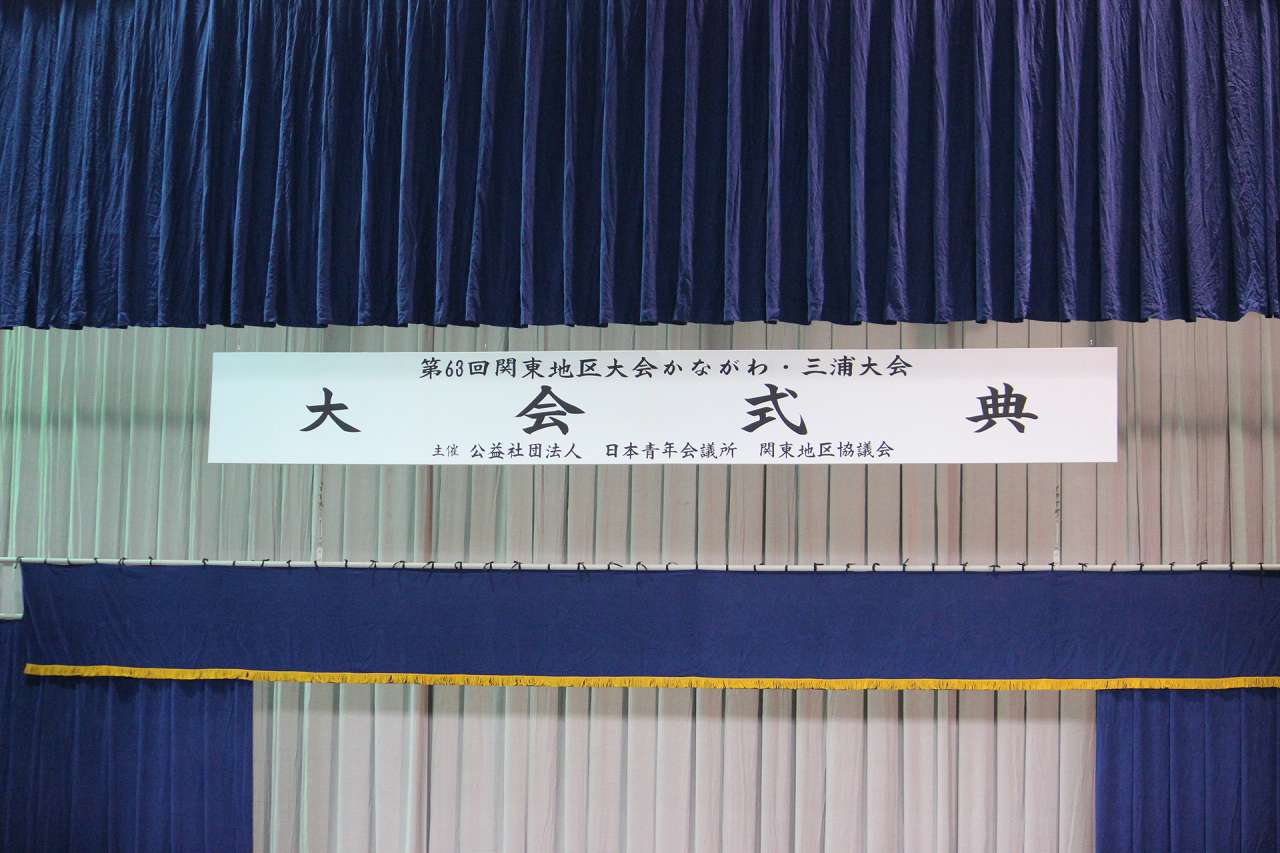 第63回関東地区大会かながわ・三浦大会
大会式典
主催 公益社団法人 日本青年会議所 関東地区協議会